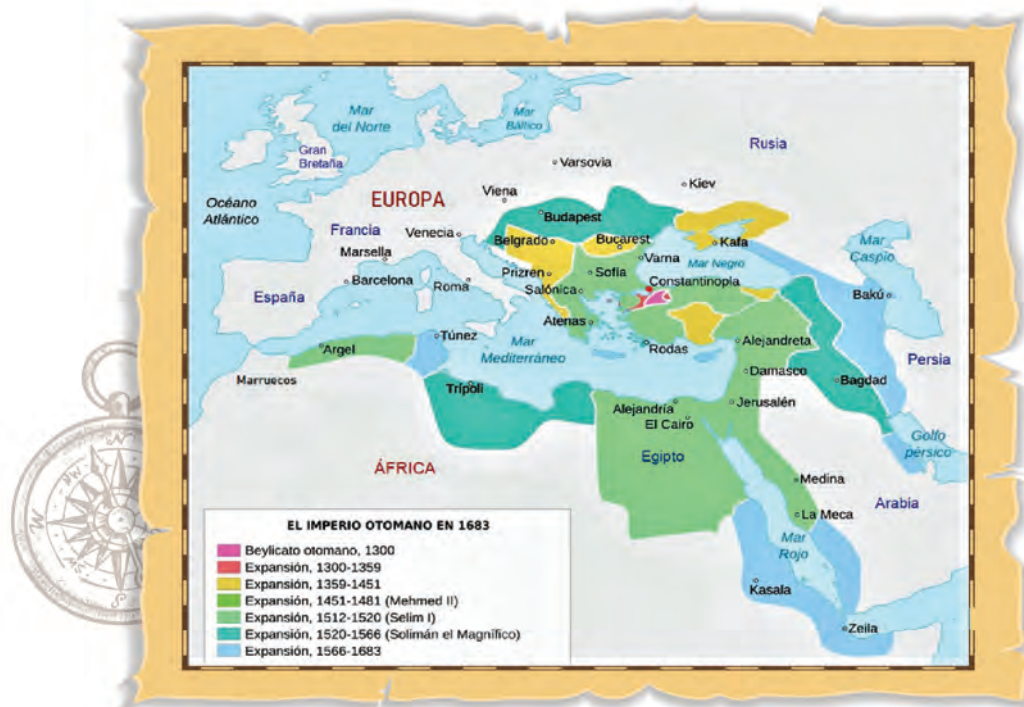 Mar
del Norte
Mar
Báltico
Gran
Bretaña
Rusia
Varsovia
Kiev
Océano
Atlántico
EUROPA
Viena
Budapest
Francia
Venecia
Belgrado
Bucarest
Kafa
Mar
Caspio
Marsella
Varna
Mar Negro
Barcelona
Roma
Prizren
Sofía
Constantinopla
España
Salónica
Bakú
Atenas
Túnez
Argel
Mar
Mediterráneo
Rodas
Alejandreta
Persia
Marruecos
Damasco
Bagdad
Trípoli
Alejandría
Jerusalén
El Cairo
Golfo
pérsico
ÁFRICA
Egipto
Medina
Arabia
La Meca
Mar
Rojo
Kasala
Zeila
EL IMPERIO OTOMANO EN 1683
Beylicato otomano, 1300
Expansión, 1300-1359
Expansión, 1359-1451
Expansión, 1451-1481 (Mehmed II)
Expansión, 1512-1520 (Selim I)
Expansión, 1520-1566 (Solimán el Magnífico)
Expansión, 1566-1683